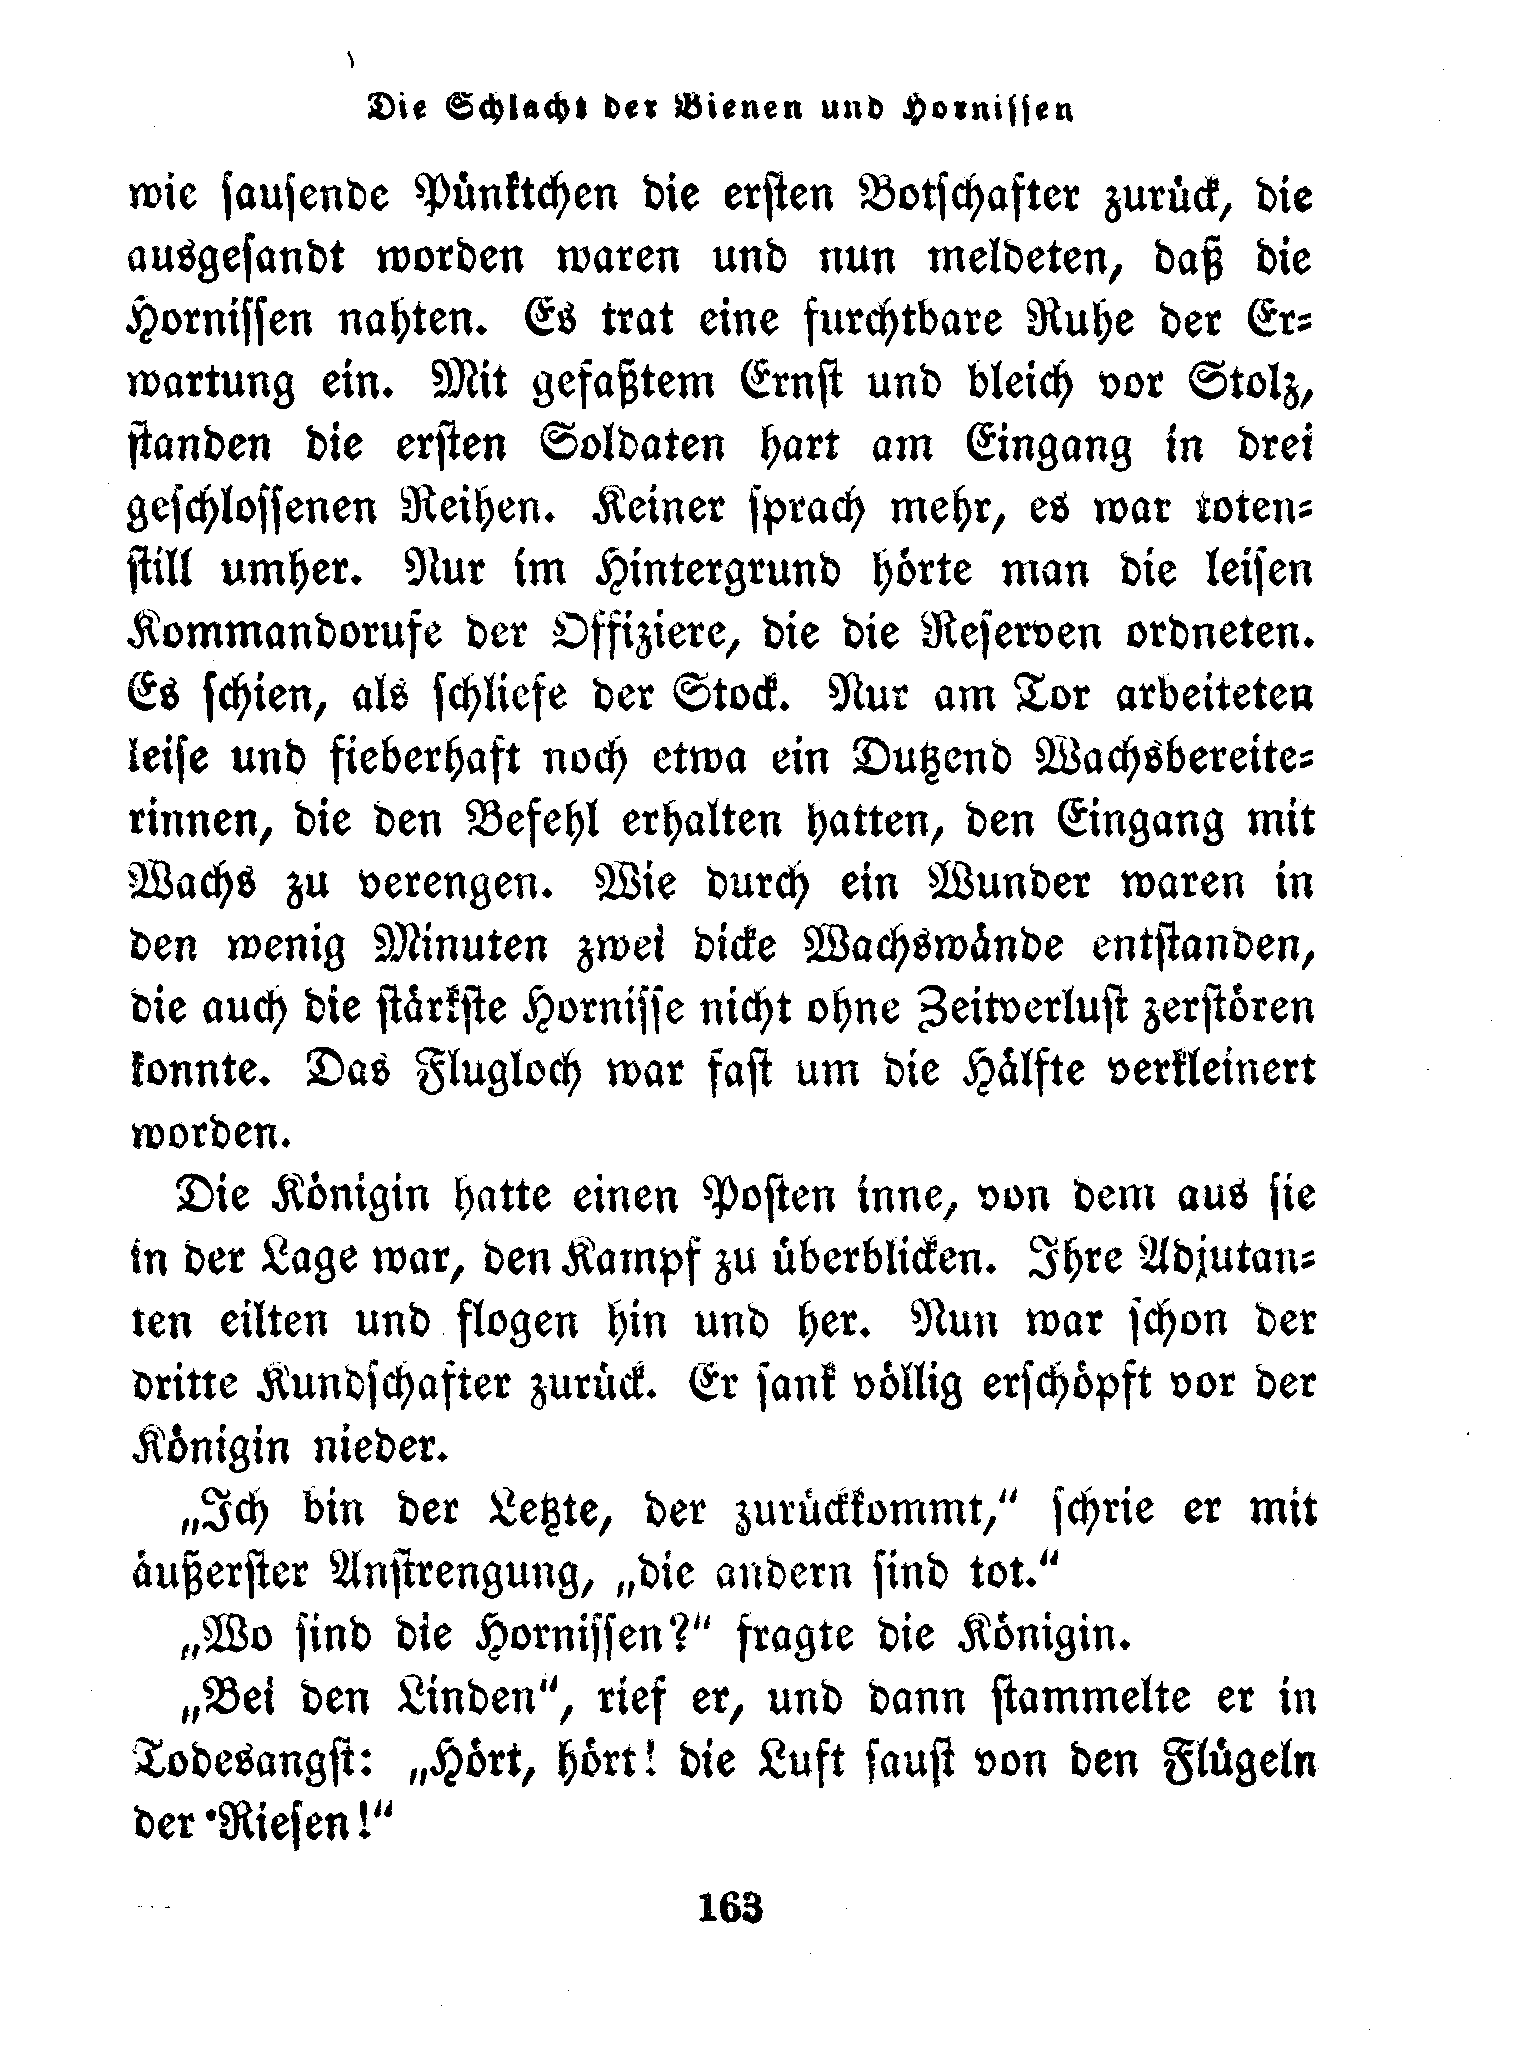 Die Schlacht der Bienen und Hornissen
wie sausende Pünktchen die ersten Botschafter zurück, die
ausgesandt worden waren und nun meldeten, daß die
Hornissen nahten. Es trat eine furchtbare Ruhe der Er-
wartung ein. Mit gefaßtem Ernst und bleich vor Stolz,
standen die ersten Soldaten hart am Eingang in drei
geschlossenen Reihen. Keiner sprach mehr, es war toten-
still umher. Nur im Hintergrund hörte man die leisen
Kommandorufe der Offiziere, die die Reserven ordneten.
Es schien, als schliefe der Stock. Nur am Tor arbeiteten
leise und fieberhaft noch etwa ein Dutzend Wachsbereite-
rinnen, die den Befehl erhalten hatten, den Eingang mit
Wachs zu verengen. Wie durch ein Wunder waren in
den wenig Minuten zwei dicke Wachswände entstanden,
die auch die stärkste Hornisse nicht ohne Zeitverlust zerstören
konnte. Das Flugloch war fast um die Hälfte verkleinert
worden.
Die Königin hatte einen Posten inne, von dem aus sie
in der Lage war, den Kampf zu überblicken. Ihre Adjutan-
ten eilten und flogen hin und her. Nun war schon der
dritte Kundschafter zurück. Er sank völlig erschöpft vor der
Königin nieder.
„Ich bin der Letzte, der zurückkommt,“ schrie er mit
äußerster Anstrengung, „die andern sind tot.“
„Wo sind die Hornissen?“ fragte die Königin.
„Bei den Linden“, rief er, und dann stammelte er in
Todesangst: „Hört, hört! die Luft saust von den Flügeln
der Riesen!“
163